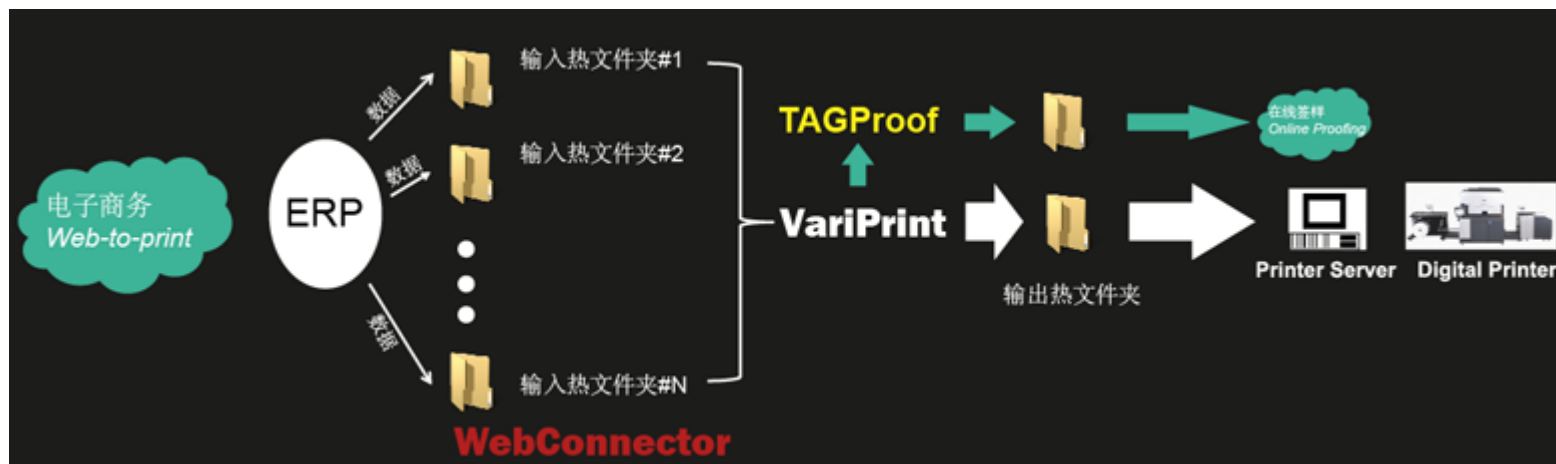 电子商务
Web-to-print
ERP
数据
数据
数据
输入热文件夹#1
输入热文件夹#2
输入热文件夹#N
WebConnector
TAGProof
VariPrint
输出热文件夹
在线签样
Online Proofing
Printer Server
Digital Printer